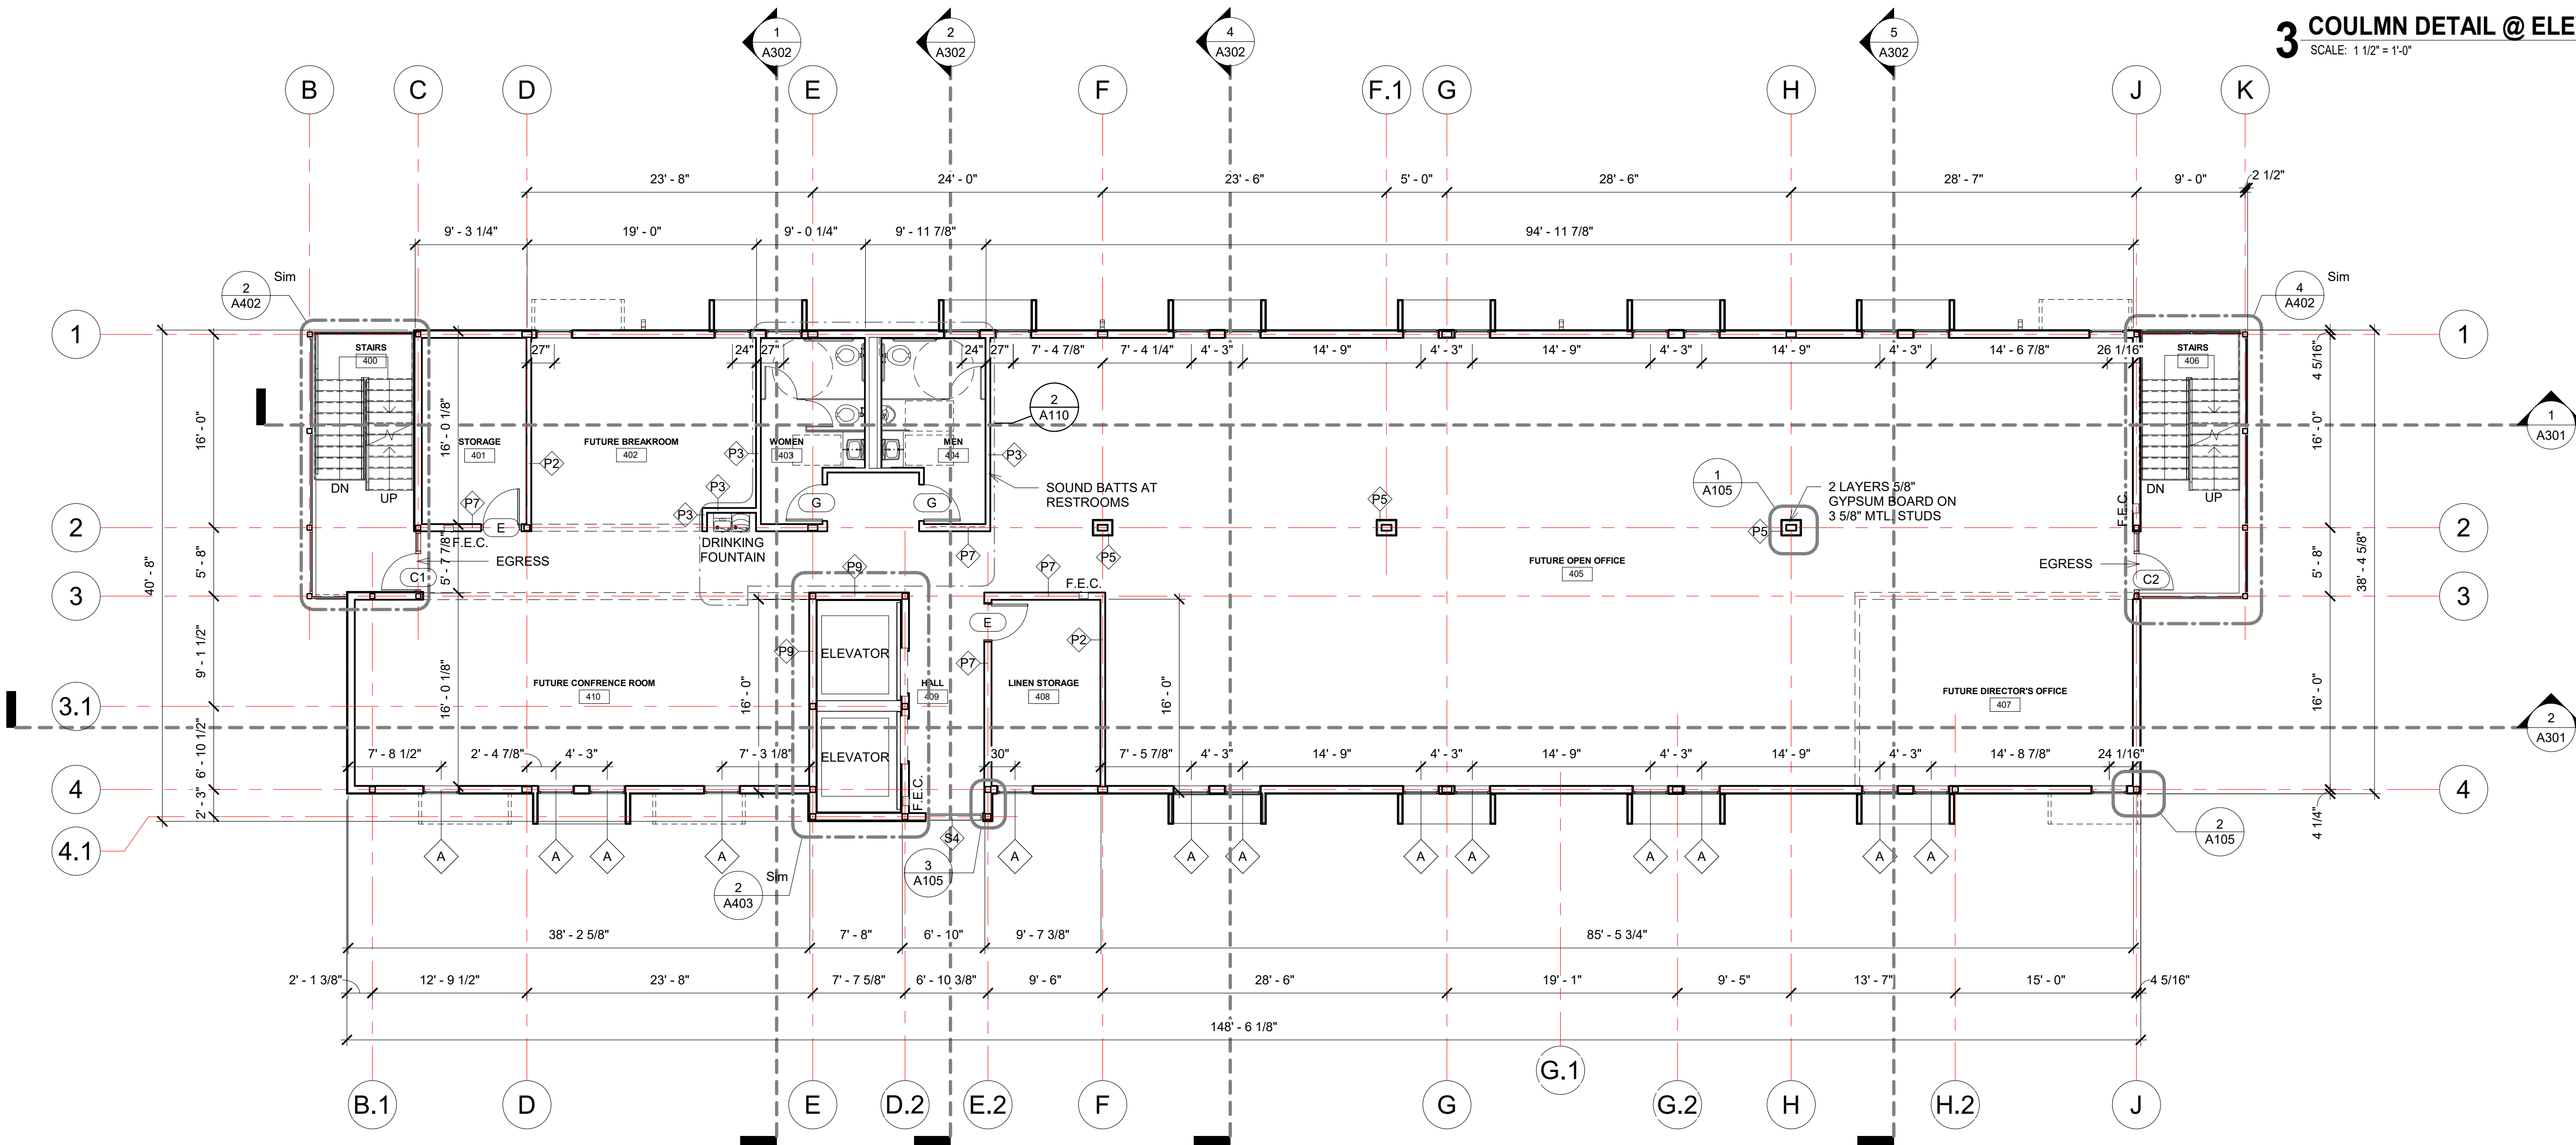 3 COULMN DETAIL @ ELE
SCALE: 1 1/2" = 1'-0"
1
A302
2
A302
4
A302
5
A302
B C D E F F.1 G H J K
23' - 8" 24' - 0" 23' - 6" 5' - 0" 28' - 6" 28' - 7" 9' - 0" 2 1/2"
9' - 3 1/4" 19' - 0" 9' - 0 1/4" 9' - 11 7/8" 94' - 11 7/8"
2
A402
Sim
4
A402
Sim
1 1
27" 24" 27" 24" 27" 7' - 4 7/8" 7' - 4 1/4" 4' - 3" 14' - 9" 4' - 3" 14' - 9" 4' - 3" 14' - 9" 4' - 3" 14' - 6 7/8" 26 1/16"
4 5/16"
STAIRS
400
STAIRS
406
2
A110
1
A301
16' - 0"
16' - 0 1/8"
16' - 0"
STORAGE
401
FUTURE BREAKROOM
402
WOMEN
403
MEN
404
P2
P3
P3
P3
P3
DN
UP
DN
UP
P7
E
G
G
SOUND BATTS AT
RESTROOMS
P5
1
A105
2 LAYERS 5/8"
GYPSUM BOARD ON
3 5/8" MTL. STUDS
F.E.C.
2 2
F.E.C.
DRINKING
FOUNTAIN
P7
P5
P5
EGRESS
C1
5' - 8"
5' - 7 7/8"
40' - 8"
P9
P7
F.E.C.
FUTURE OPEN OFFICE
405
EGRESS
C2
5' - 8"
38' - 4 5/8"
3 3
E
P2
P9
P7
ELEVATOR
9' - 1 1/2"
16' - 0 1/8"
16' - 0"
16' - 0"
16' - 0"
FUTURE CONFRENCE ROOM
410
HALL
409
LINEN STORAGE
408
FUTURE DIRECTOR'S OFFICE
407
3.1
2
A301
6' - 10 1/2"
ELEVATOR
7' - 8 1/2" 2' - 4 7/8" 4' - 3" 7' - 3 1/8" 30" 7' - 5 7/8" 4' - 3" 14' - 9" 4' - 3" 14' - 9" 4' - 3" 14' - 9" 4' - 3" 14' - 8 7/8" 24 1/16"
F.E.C.
4 4
2' - 3"
4 1/4"
4.1
S4
2
A105
A A A A A A A A A A A A A
3
A105
2
A403
Sim
38' - 2 5/8" 7' - 8" 6' - 10" 9' - 7 3/8" 85' - 5 3/4"
2' - 1 3/8" 12' - 9 1/2" 23' - 8" 7' - 7 5/8" 6' - 10 3/8" 9' - 6" 28' - 6" 19' - 1" 9' - 5" 13' - 7" 15' - 0" 4 5/16"
148' - 6 1/8"
G.1
B.1 D E D.2 E.2 F G G.2 H H.2 J